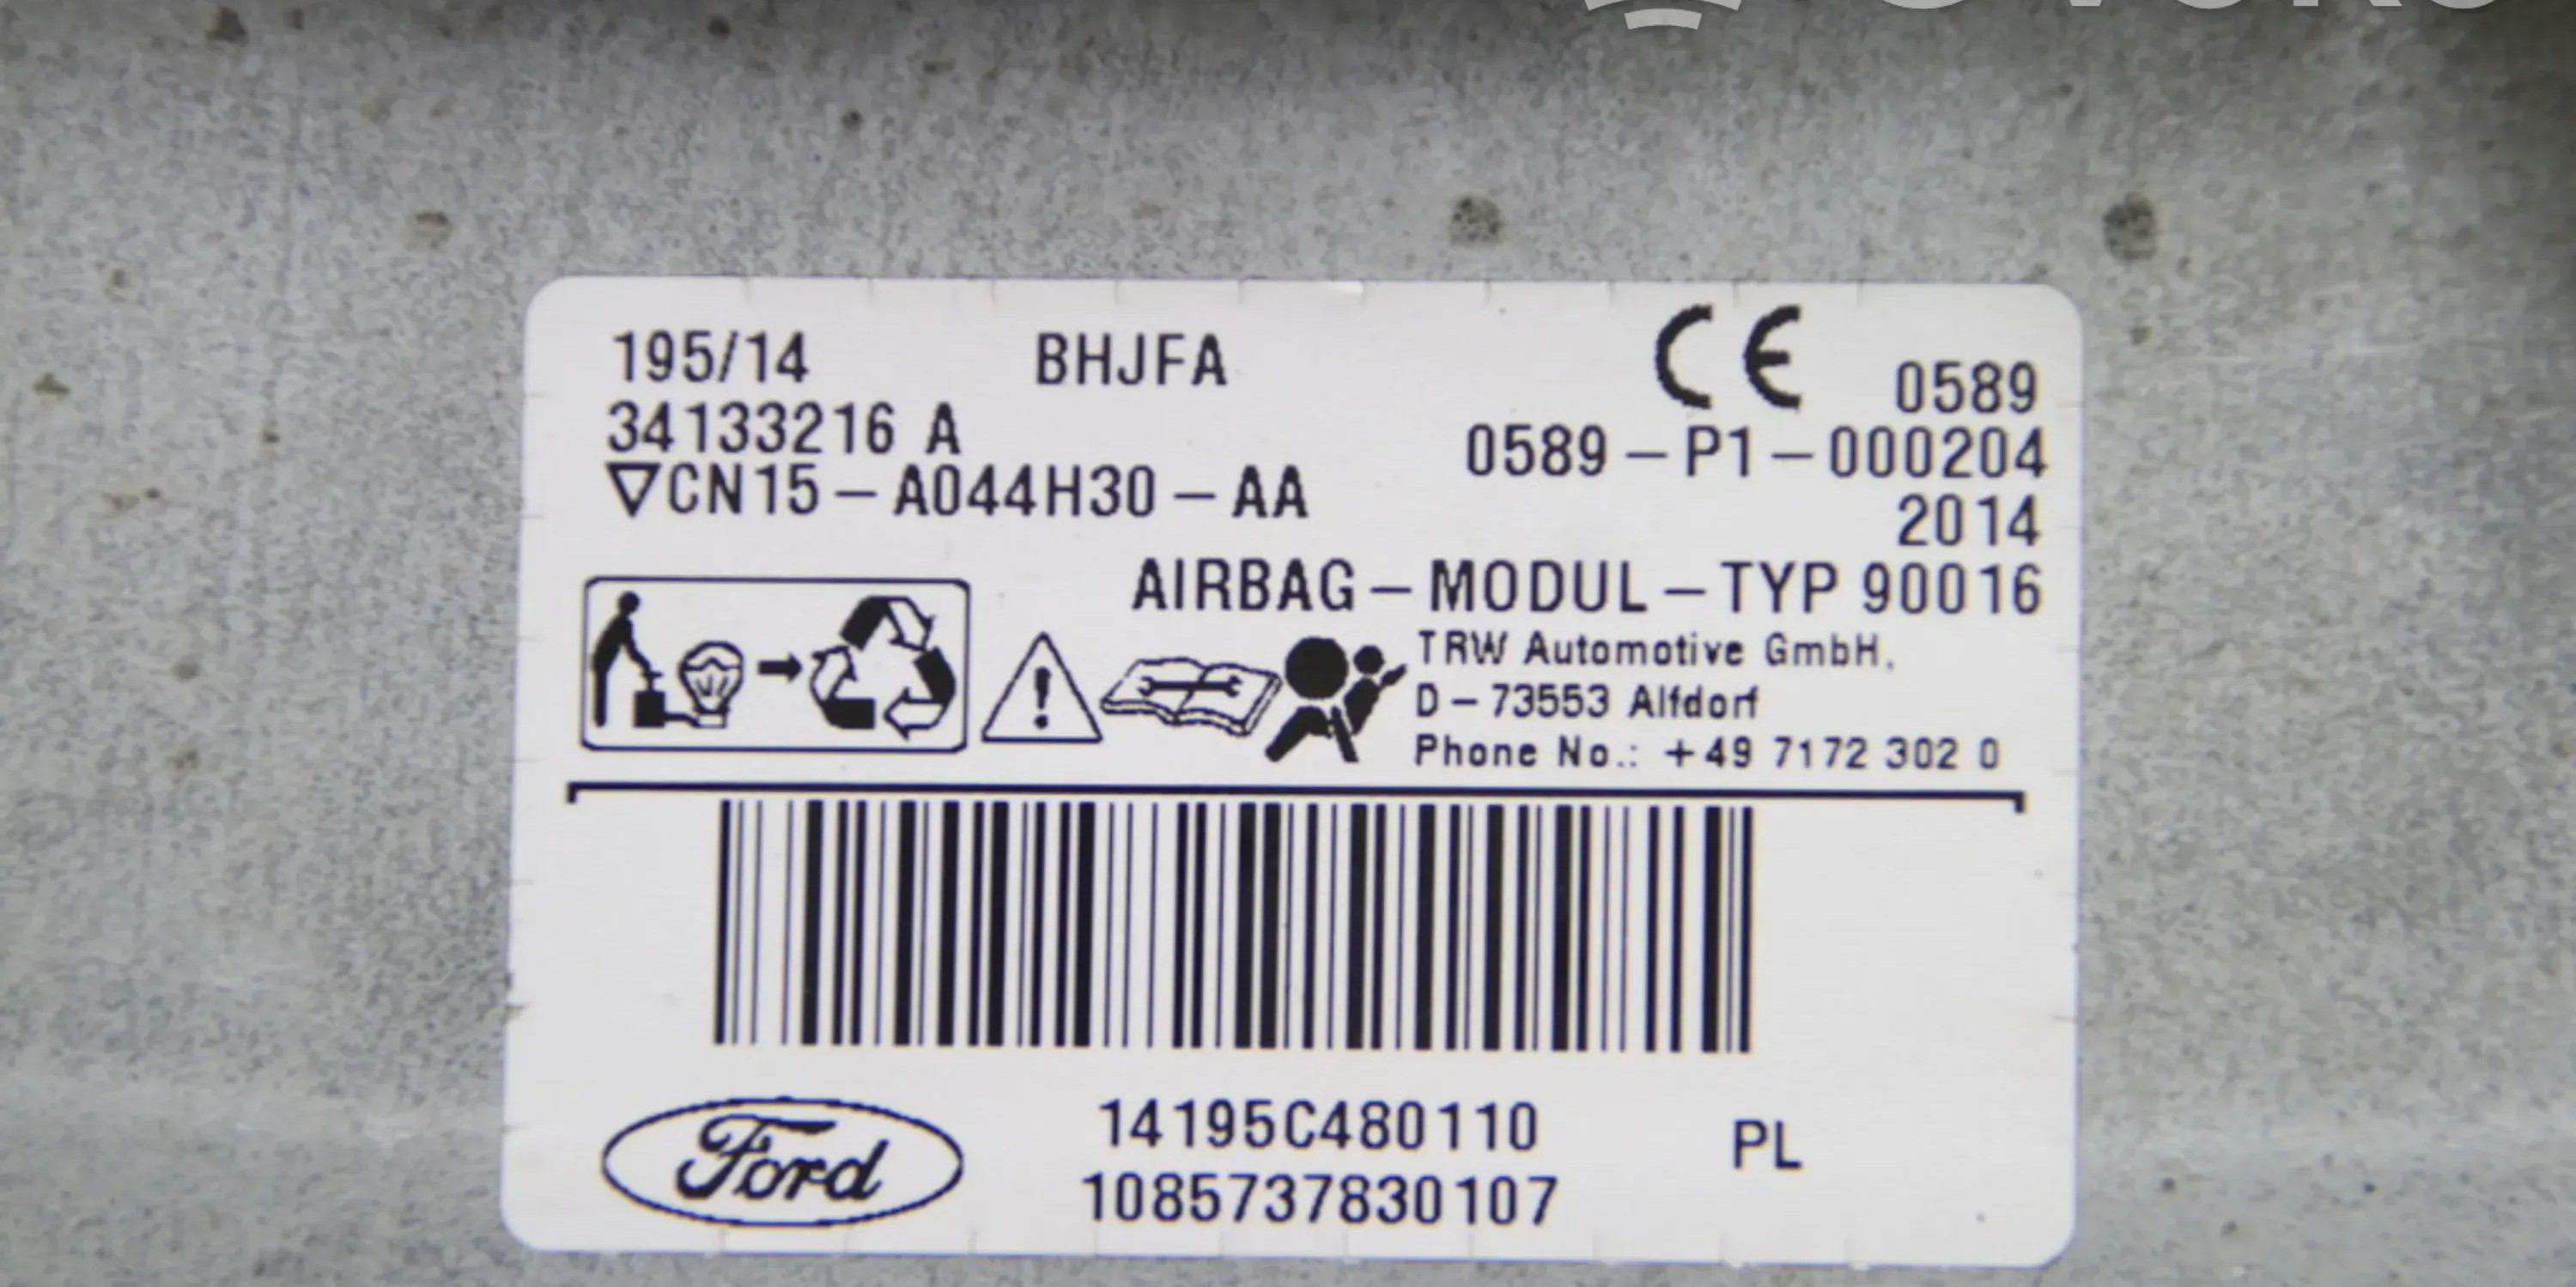 195/14 BHJFA CE 0589
34133216 A 0589-P1-000204
▽CN15-A044H30-AA 2014
AIRBAG-MODUL-TYP 90016
TRW Automotive GmbH.
D-73553 Alfdorf
Phone No.: +49 7172 302 0
Ford
14195C480110
1085737830107
PL